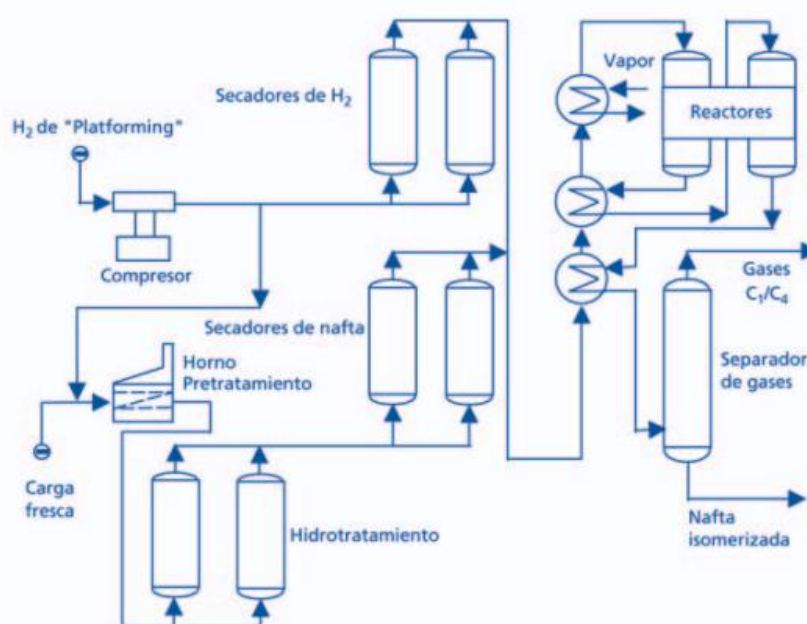 Secadores de H₂
Vapor
H₂ de "Platforming"
Reactores
Compresor
Gases
C₁/C₄
Secadores de nafta
Horno
Pretratamiento
Separador
de gases
Carga
fresca
Hidrotratamiento
Nafta
isomerizada